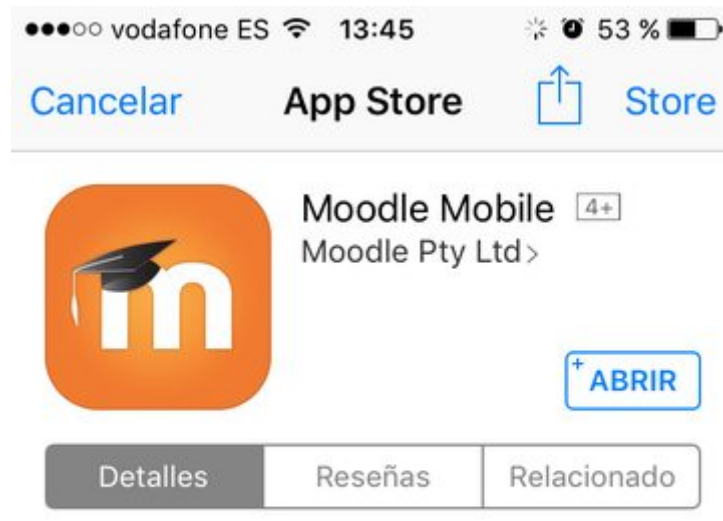 vodafone ES 13:45 53 %
Cancelar App Store Store
m
Moodle Mobile 4+
Moodle Pty Ltd >
+ ABRIR
Detalles Reseñas Relacionado